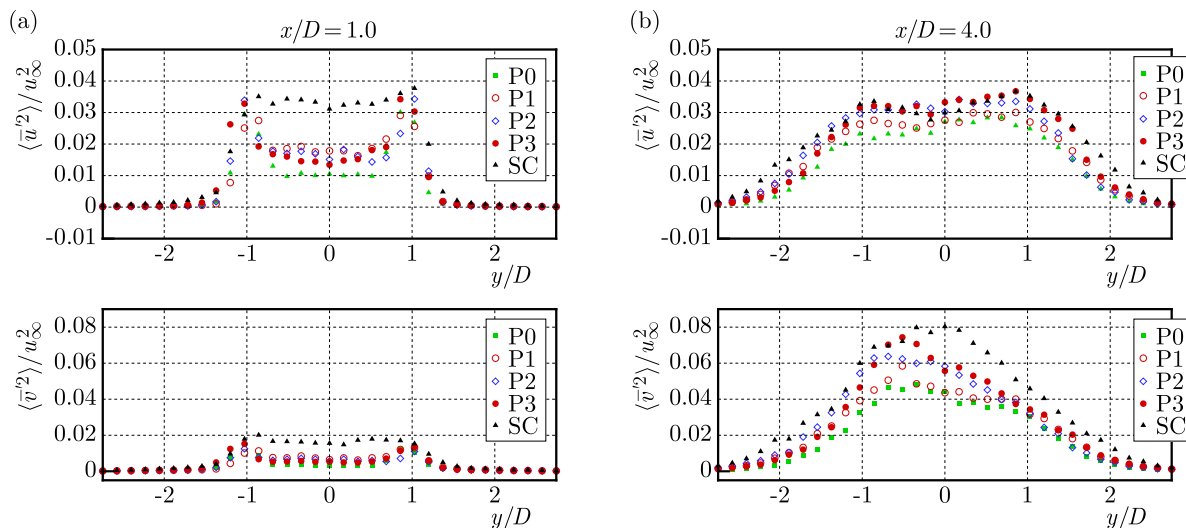 (a)
x/D = 1.0
⟨u̅′²⟩/u²∞
0.05
0.04
0.03
0.02
0.01
0
-0.01
P0
P1
P2
P3
SC
-2
-1
0
1
2
y/D
(b)
x/D = 4.0
⟨u̅′²⟩/u²∞
0.05
0.04
0.03
0.02
0.01
0
0.01
P0
P1
P2
P3
SC
-2
-1
0
1
2
y/D
⟨v̅′²⟩/u²∞
0.08
0.06
0.04
0.02
0
P0
P1
P2
P3
SC
-2
-1
0
1
2
y/D
⟨v̅′²⟩/u²∞
0.08
0.06
0.04
0.02
0
P0
P1
P2
P3
SC
-2
-1
0
1
2
y/D